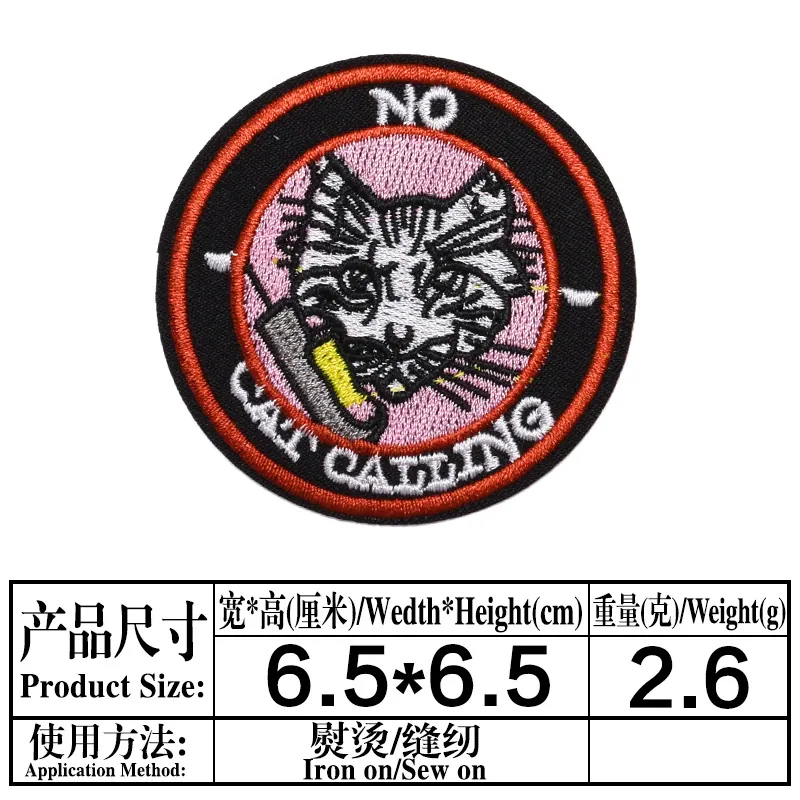 NO
CAT CALLING
产品尺寸
Product Size:
宽*高(厘米)/Wedth*Height(cm)
重量(克)/Weight(g)
6.5*6.5
2.6
使用方法:
Application Method:
熨烫/缝纫
Iron on/Sew on